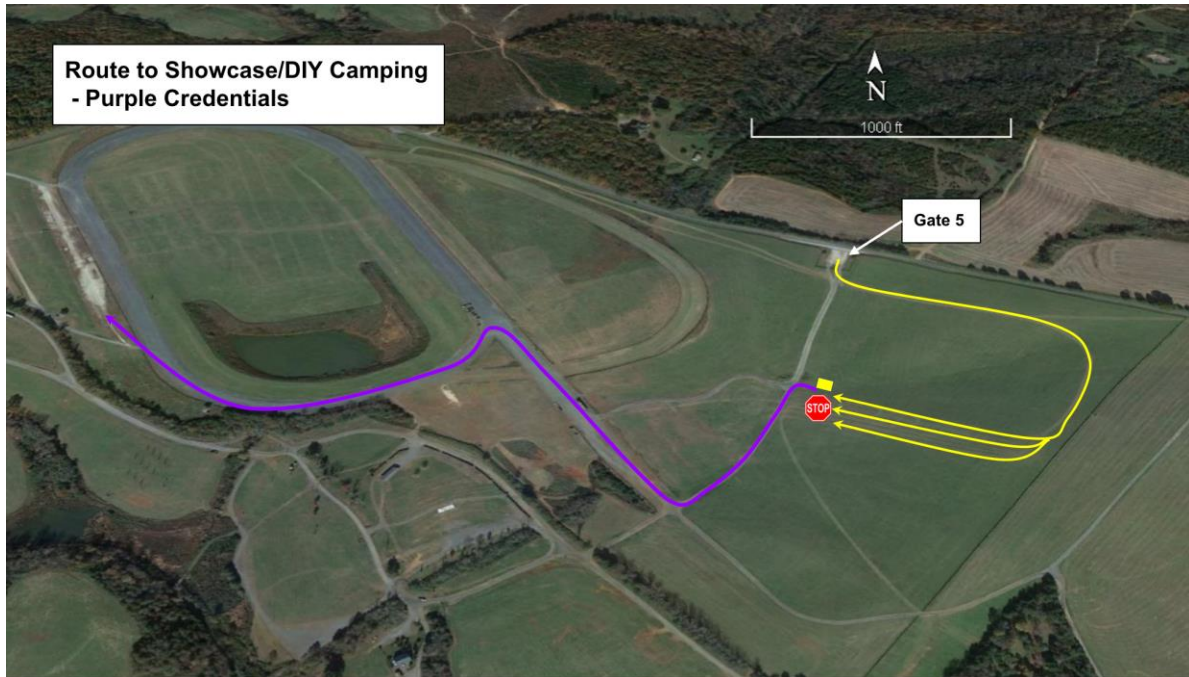 Route to Showcase/DIY Camping
- Purple Credentials
N
1000 ft
Gate 5
STOP